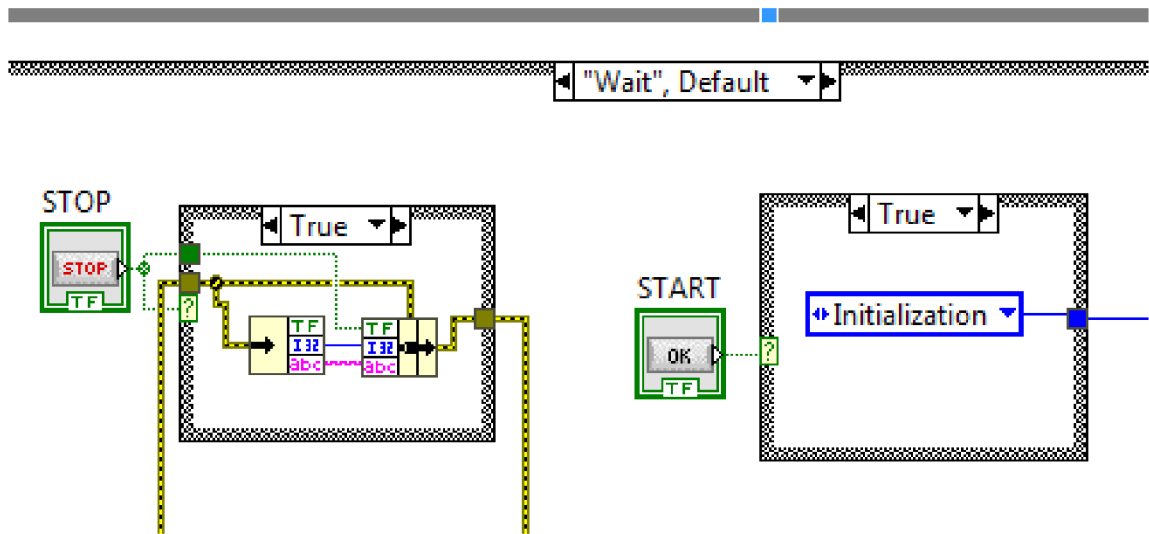 "Wait", Default
STOP
True
STOP
TF
?
TF
I32
abc
TF
I32
abc
True
START
Initialization
OK
?
TF